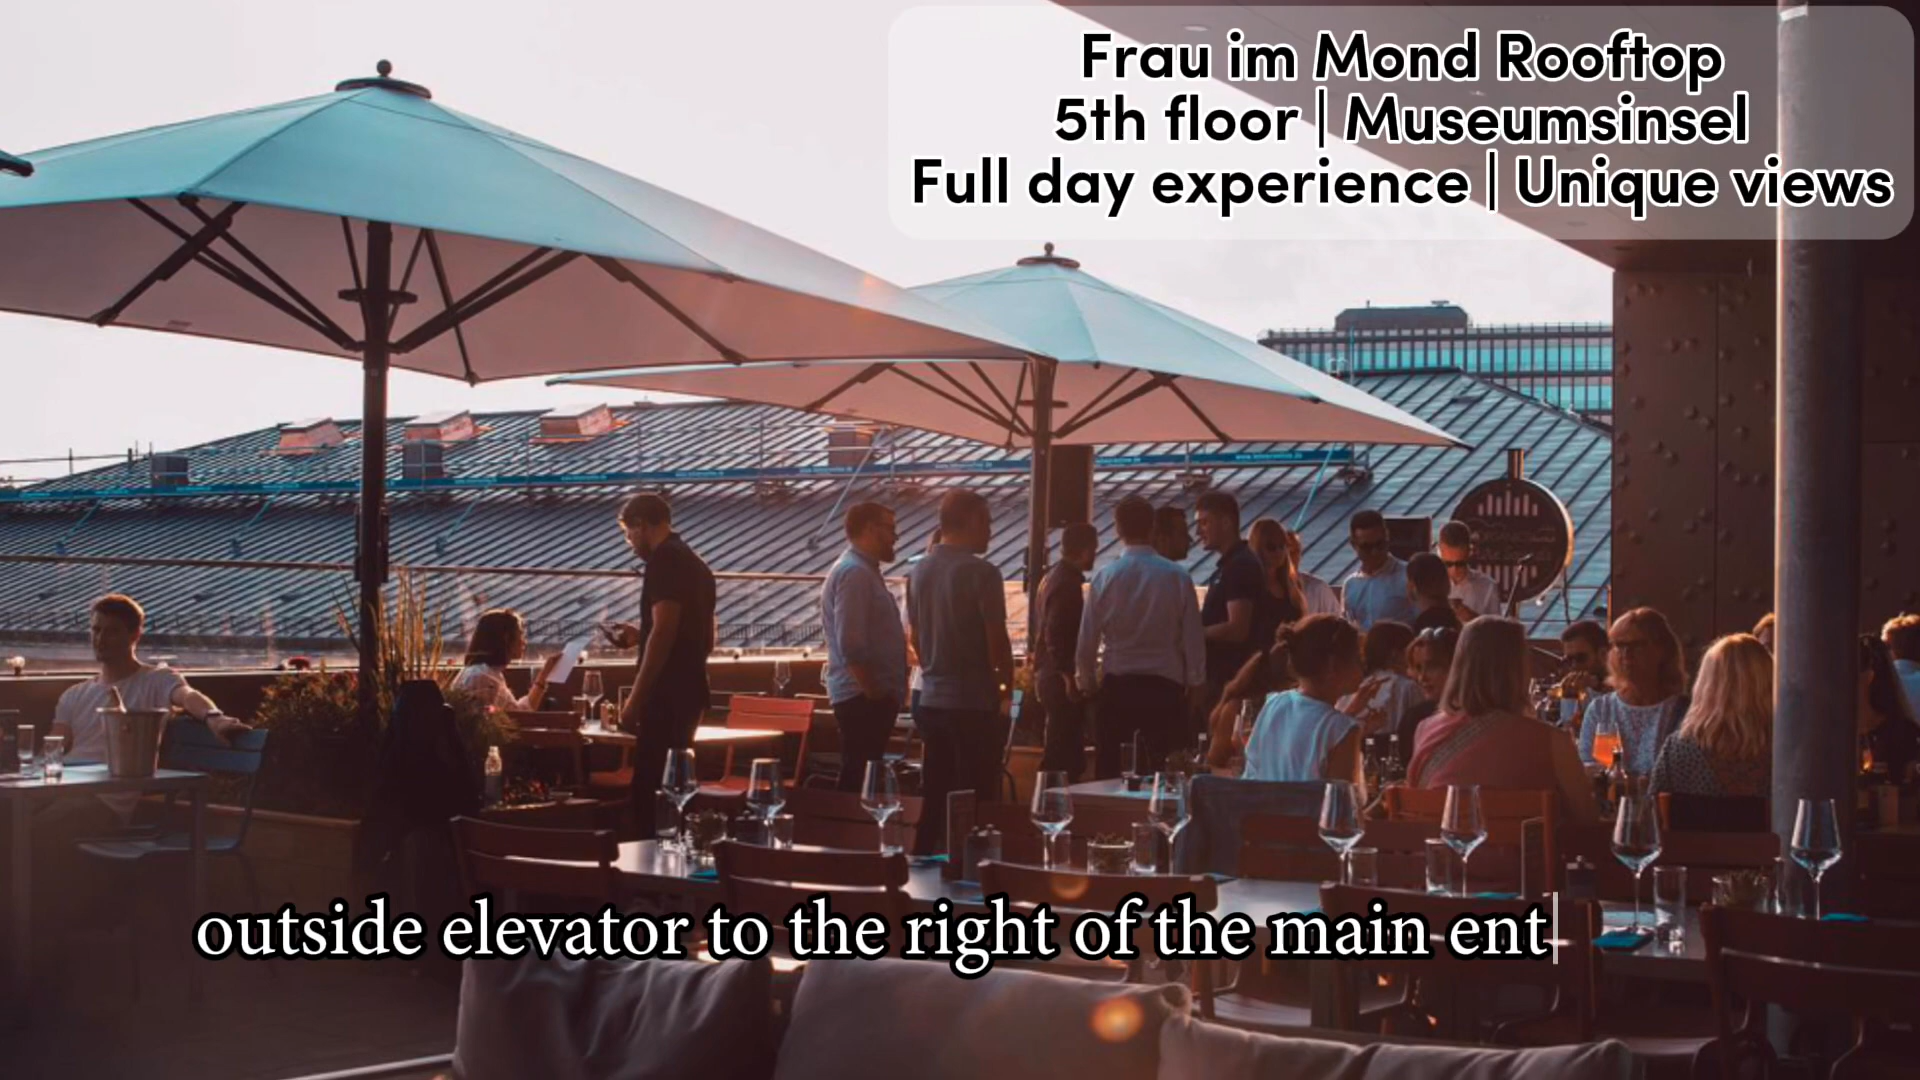 Frau im Mond Rooftop
5th floor | Museumsinsel
Full day experience | Unique views
outside elevator to the right of the main ent